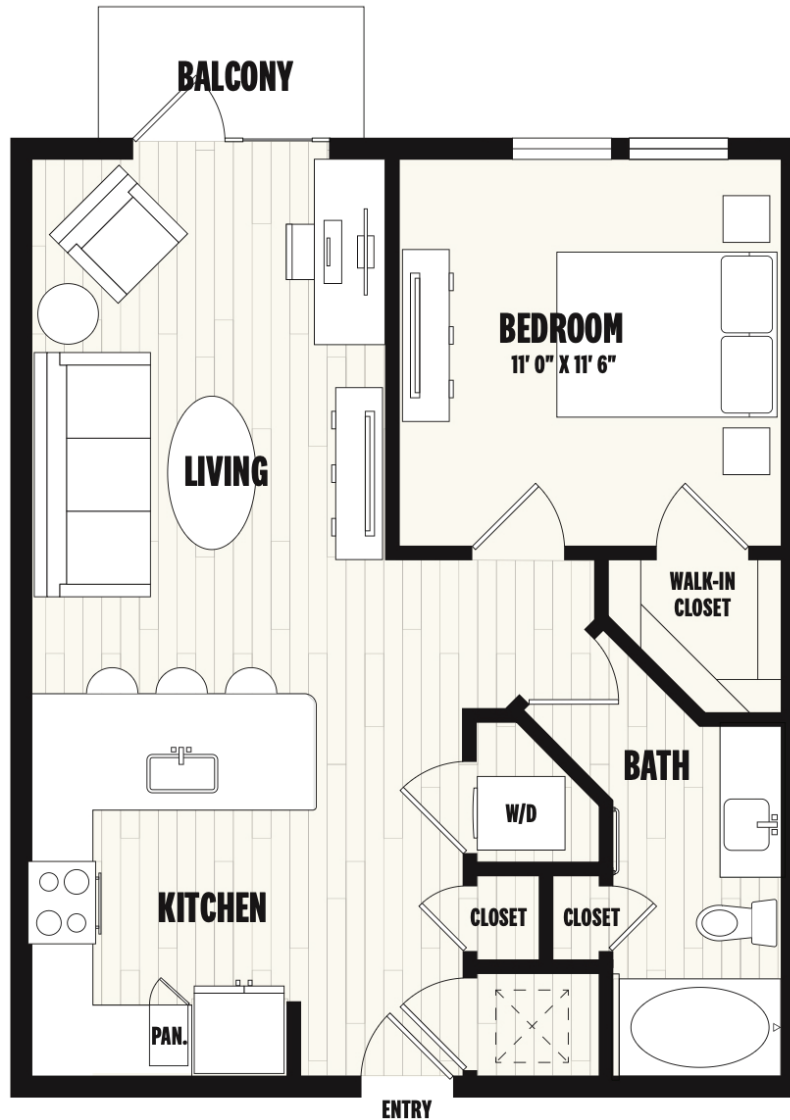 BALCONY
BEDROOM
11' 0" X 11' 6"
LIVING
WALK-IN
CLOSET
BATH
W/D
KITCHEN
CLOSET
CLOSET
PAN.
ENTRY